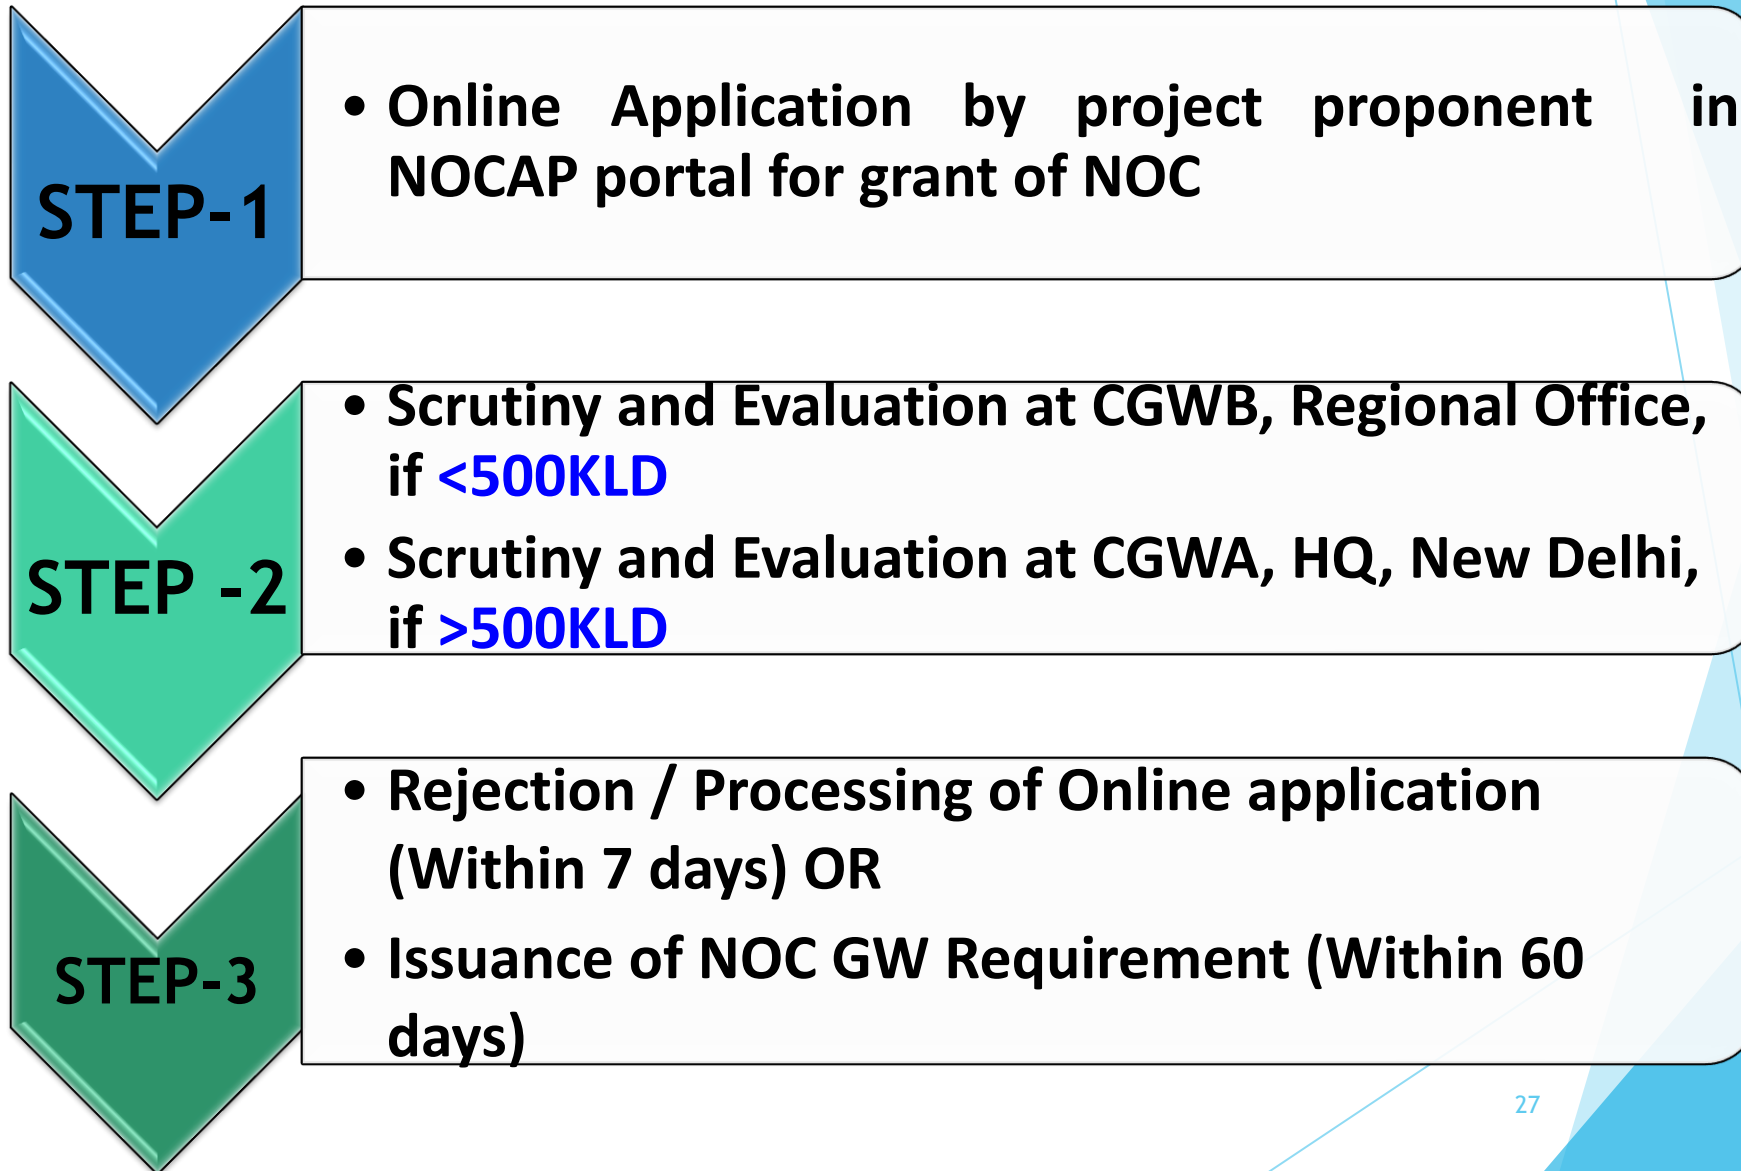 STEP-1
• Online Application by project proponent in
NOCAP portal for grant of NOC
STEP -2
• Scrutiny and Evaluation at CGWB, Regional Office,
if <500KLD
• Scrutiny and Evaluation at CGWA, HQ, New Delhi,
if >500KLD
STEP-3
• Rejection / Processing of Online application
(Within 7 days) OR
• Issuance of NOC GW Requirement (Within 60
days)
27